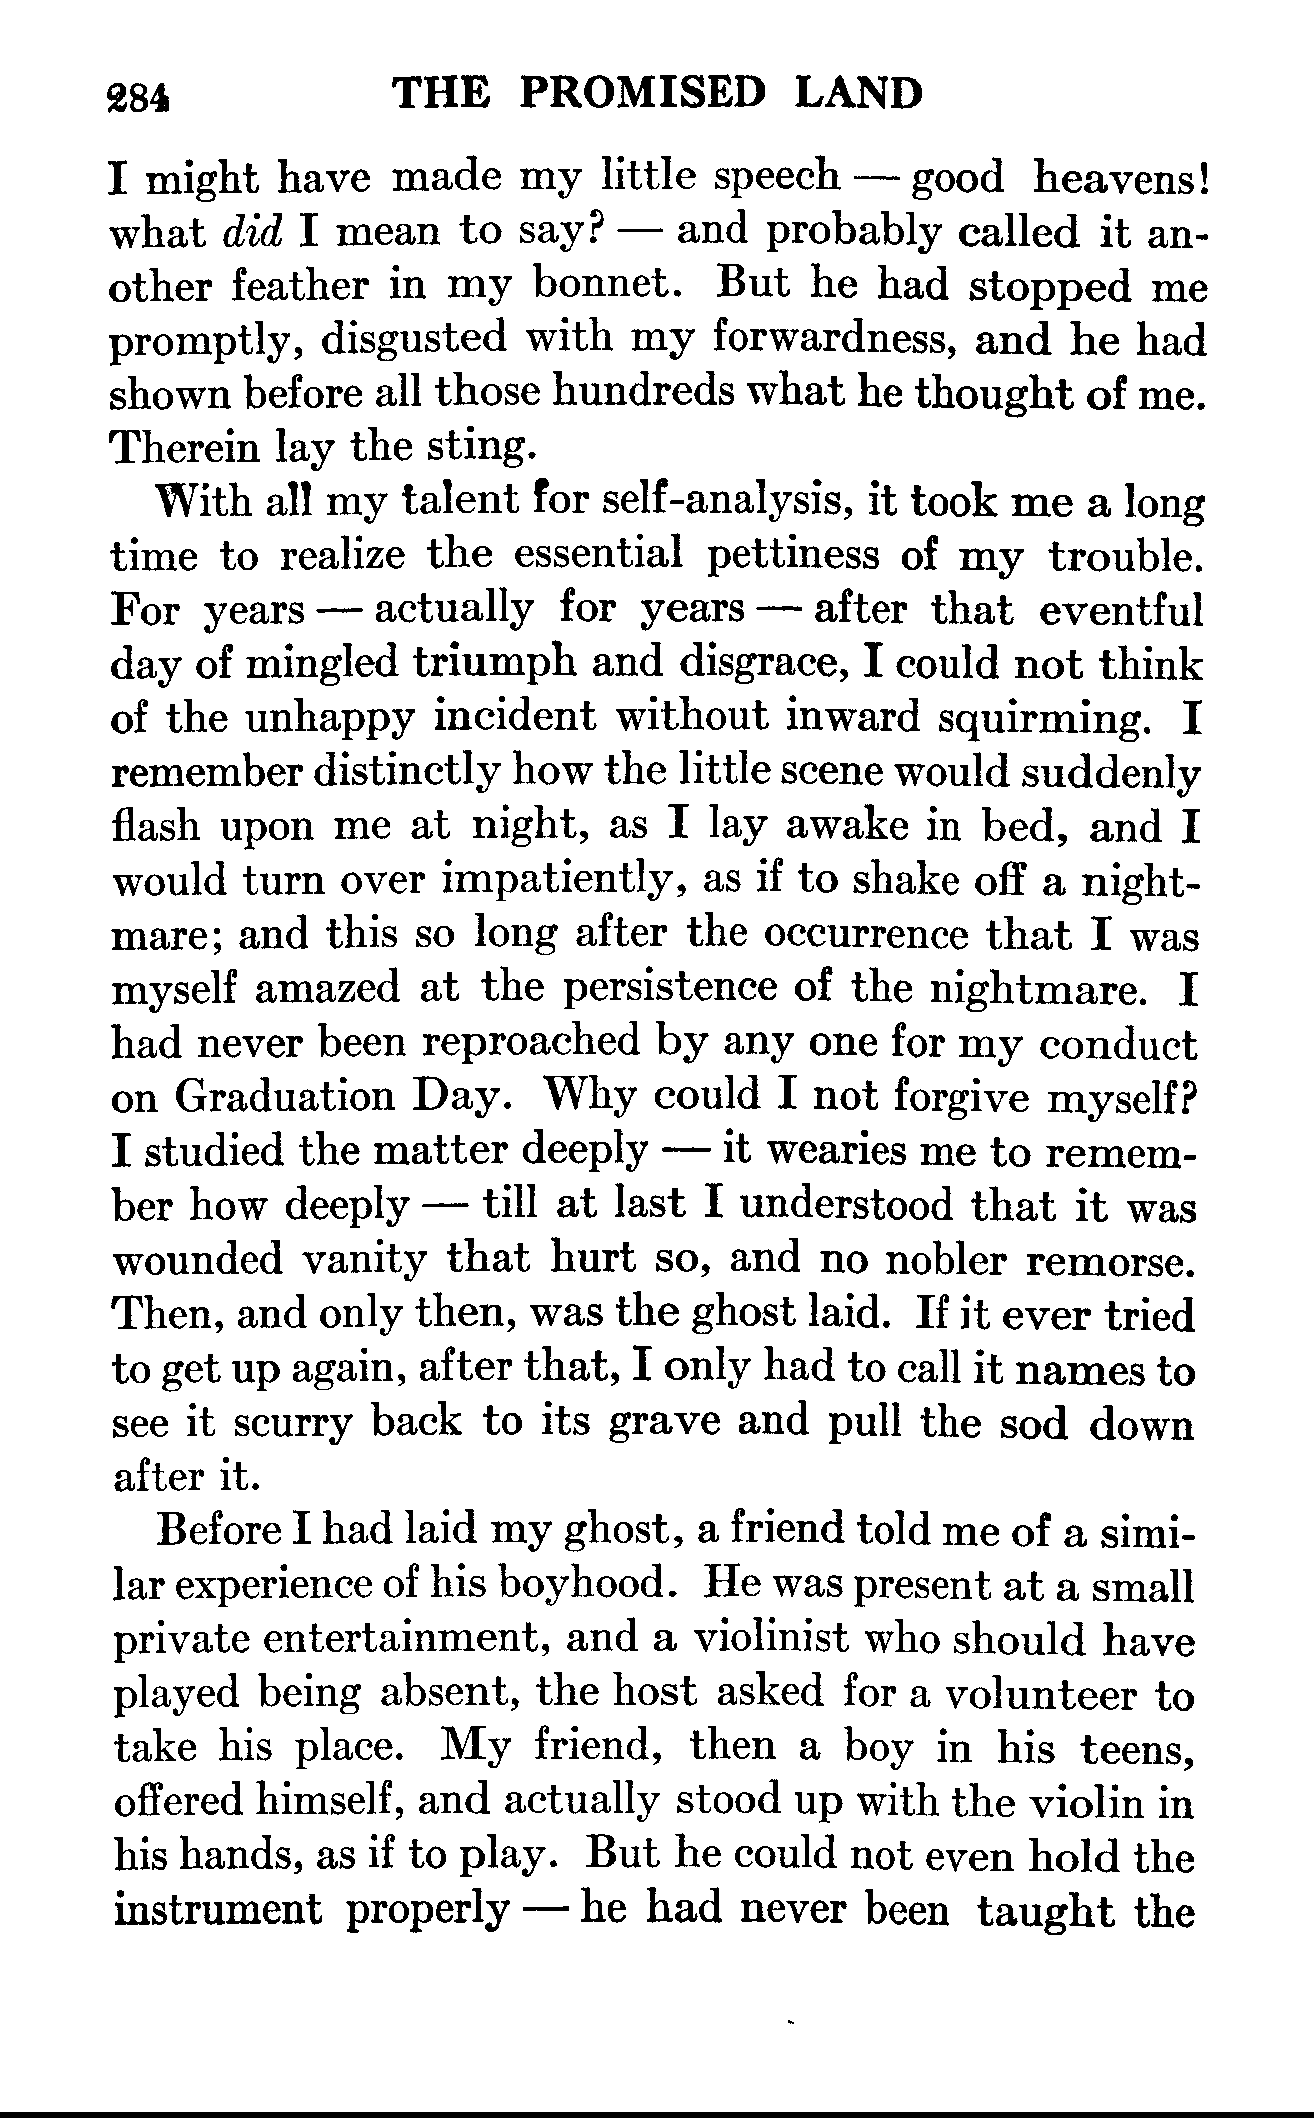 284 THE PROMISED LAND
I might have made my little speech — good heavens!
what did I mean to say? — and probably called it an-
other feather in my bonnet. But he had stopped me
promptly, disgusted with my forwardness, and he had
shown before all those hundreds what he thought of me.
Therein lay the sting.
With all my talent for self-analysis, it took me a long
time to realize the essential pettiness of my trouble.
For years — actually for years — after that eventful
day of mingled triumph and disgrace, I could not think
of the unhappy incident without inward squirming. I
remember distinctly how the little scene would suddenly
flash upon me at night, as I lay awake in bed, and I
would turn over impatiently, as if to shake off a night-
mare; and this so long after the occurrence that I was
myself amazed at the persistence of the nightmare. I
had never been reproached by any one for my conduct
on Graduation Day. Why could I not forgive myself?
I studied the matter deeply — it wearies me to remem-
ber how deeply — till at last I understood that it was
wounded vanity that hurt so, and no nobler remorse.
Then, and only then, was the ghost laid. If it ever tried
to get up again, after that, I only had to call it names to
see it scurry back to its grave and pull the sod down
after it.
Before I had laid my ghost, a friend told me of a simi-
lar experience of his boyhood. He was present at a small
private entertainment, and a violinist who should have
played being absent, the host asked for a volunteer to
take his place. My friend, then a boy in his teens,
offered himself, and actually stood up with the violin in
his hands, as if to play. But he could not even hold the
instrument properly — he had never been taught the